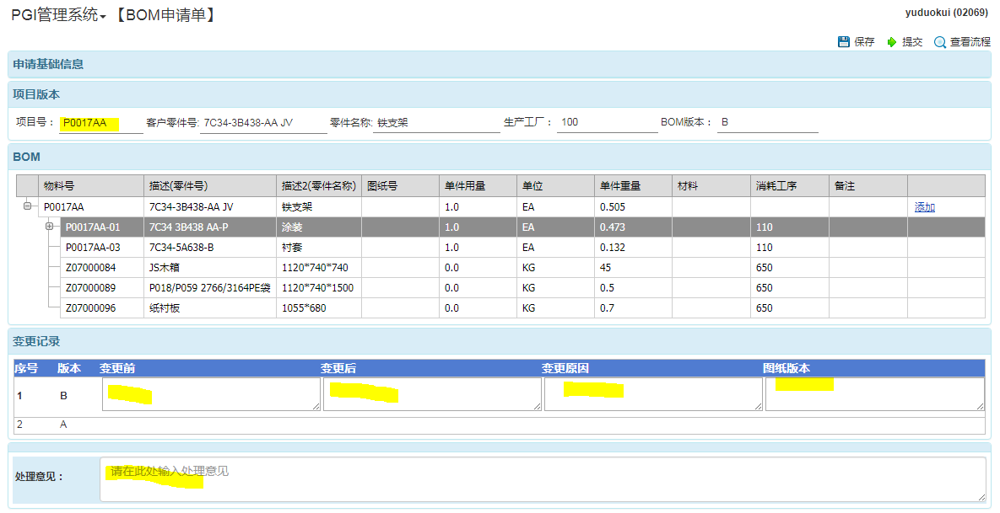 PGI管理系统 【BOM申请单】 yuduokui (02069)
保存 提交 查看流程
申请基础信息
项目版本
项目号： P0017AA 客户零件号: 7C34-3B438-AA JV 零件名称: 铁支架 生产工厂： 100 BOM版本： B
BOM
物料号 描述(零件号) 描述2(零件名称) 图纸号 单件用量 单位 单件重量 材料 消耗工序 备注
P0017AA 7C34-3B438-AA JV 铁支架 1.0 EA 0.505 添加
P0017AA-01 7C34 3B438 AA-P 涂装 1.0 EA 0.473 110
P0017AA-03 7C34-5A638-B 衬套 1.0 EA 0.132 110
Z07000084 JS木箱 1120*740*740 0.0 KG 45 650
Z07000089 P018/P059 2766/3164PE袋 1120*740*1500 0.0 KG 0.5 650
Z07000096 纸衬板 1055*680 0.0 KG 0.7 650
变更记录
序号 版本 变更前 变更后 变更原因 图纸版本
1 B
2 A
处理意见： 请在此处输入处理意见